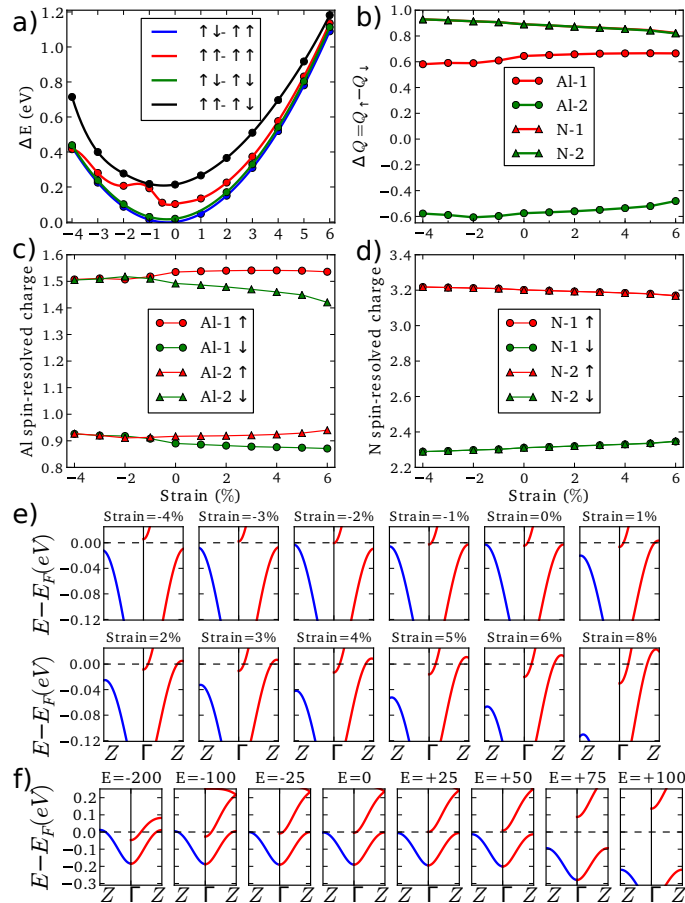 a)
1.2
1.0
0.8
0.6
0.4
0.2
0.0
ΔE (eV)
↑↓-↑↑
↑↑-↑↑
↑↓-↑↓
↑↑-↑↓
−4 −3 −2 −1 0 1 2 3 4 5 6
b)
1.0
0.8
0.6
0.4
0.2
0.0
−0.2
−0.4
−0.6
ΔQ=Q↑−Q↓
Al-1
Al-2
N-1
N-2
−4 −2 0 2 4 6
c)
1.6
1.5
1.4
1.3
1.2
1.1
1.0
0.9
0.8
Al spin-resolved charge
Al-1 ↑
Al-1 ↓
Al-2 ↑
Al-2 ↓
−4 −2 0 2 4 6
Strain (%)
d)
3.4
3.2
3.0
2.8
2.6
2.4
2.2
N spin-resolved charge
N-1 ↑
N-1 ↓
N-2 ↑
N-2 ↓
−4 −2 0 2 4 6
Strain (%)
e)
Strain=-4% Strain=-3% Strain=-2% Strain=-1% Strain=0% Strain=1%
E−E_F(eV)
0.00
−0.04
−0.08
−0.12
Strain=2% Strain=3% Strain=4% Strain=5% Strain=6% Strain=8%
E−E_F(eV)
0.00
−0.04
−0.08
−0.12
Z Γ Z Z Γ Z Z Γ Z Z Γ Z Z Γ Z Z Γ Z
f)
E=-200 E=-100 E=-25 E=0 E=+25 E=+50 E=+75 E=+100
E−E_F(eV)
0.2
0.1
0.0
−0.1
−0.2
−0.3
Z Γ Z Z Γ Z Z Γ Z Z Γ Z Z Γ Z Z Γ Z Z Γ Z Z Γ Z